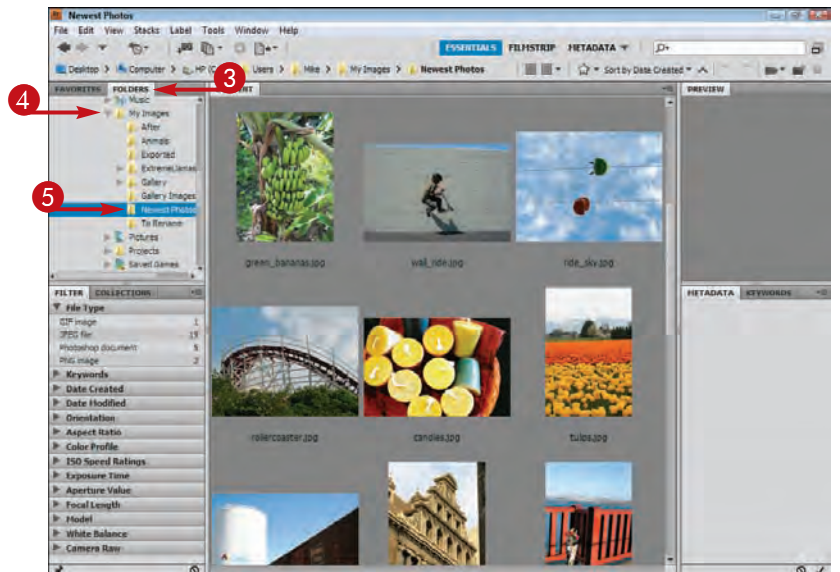 Newest Photos
File Edit View Stacks Label Tools Window Help
ESSENTIALS FILMSTRIP METADATA
Desktop > Computer > HP (C > Users > Mike > My Images > Newest Photos
Sort by Date Created
3
FAVORITES FOLDERS
PREVIEW
Music
4
My Images
After
Animals
Exported
ExtremeLlamas
Gallery
Gallery Images
5
Newest Photos
To Rename
Pictures
Projects
Saved Games
green_bananas.jpg wall_ride.jpg ride_sky.jpg
FILTER COLLECTIONS
METADATA KEYWORDS
File Type
GIF image 1
JPEG file 19
Photoshop document 5
PNG image 2
Keywords
Date Created
Date Modified
Orientation
Aspect Ratio
Color Profile
ISO Speed Ratings
Exposure Time
Aperture Value
Focal Length
Model
White Balance
Camera Raw
rollercoaster.jpg candles.jpg tulips.jpg